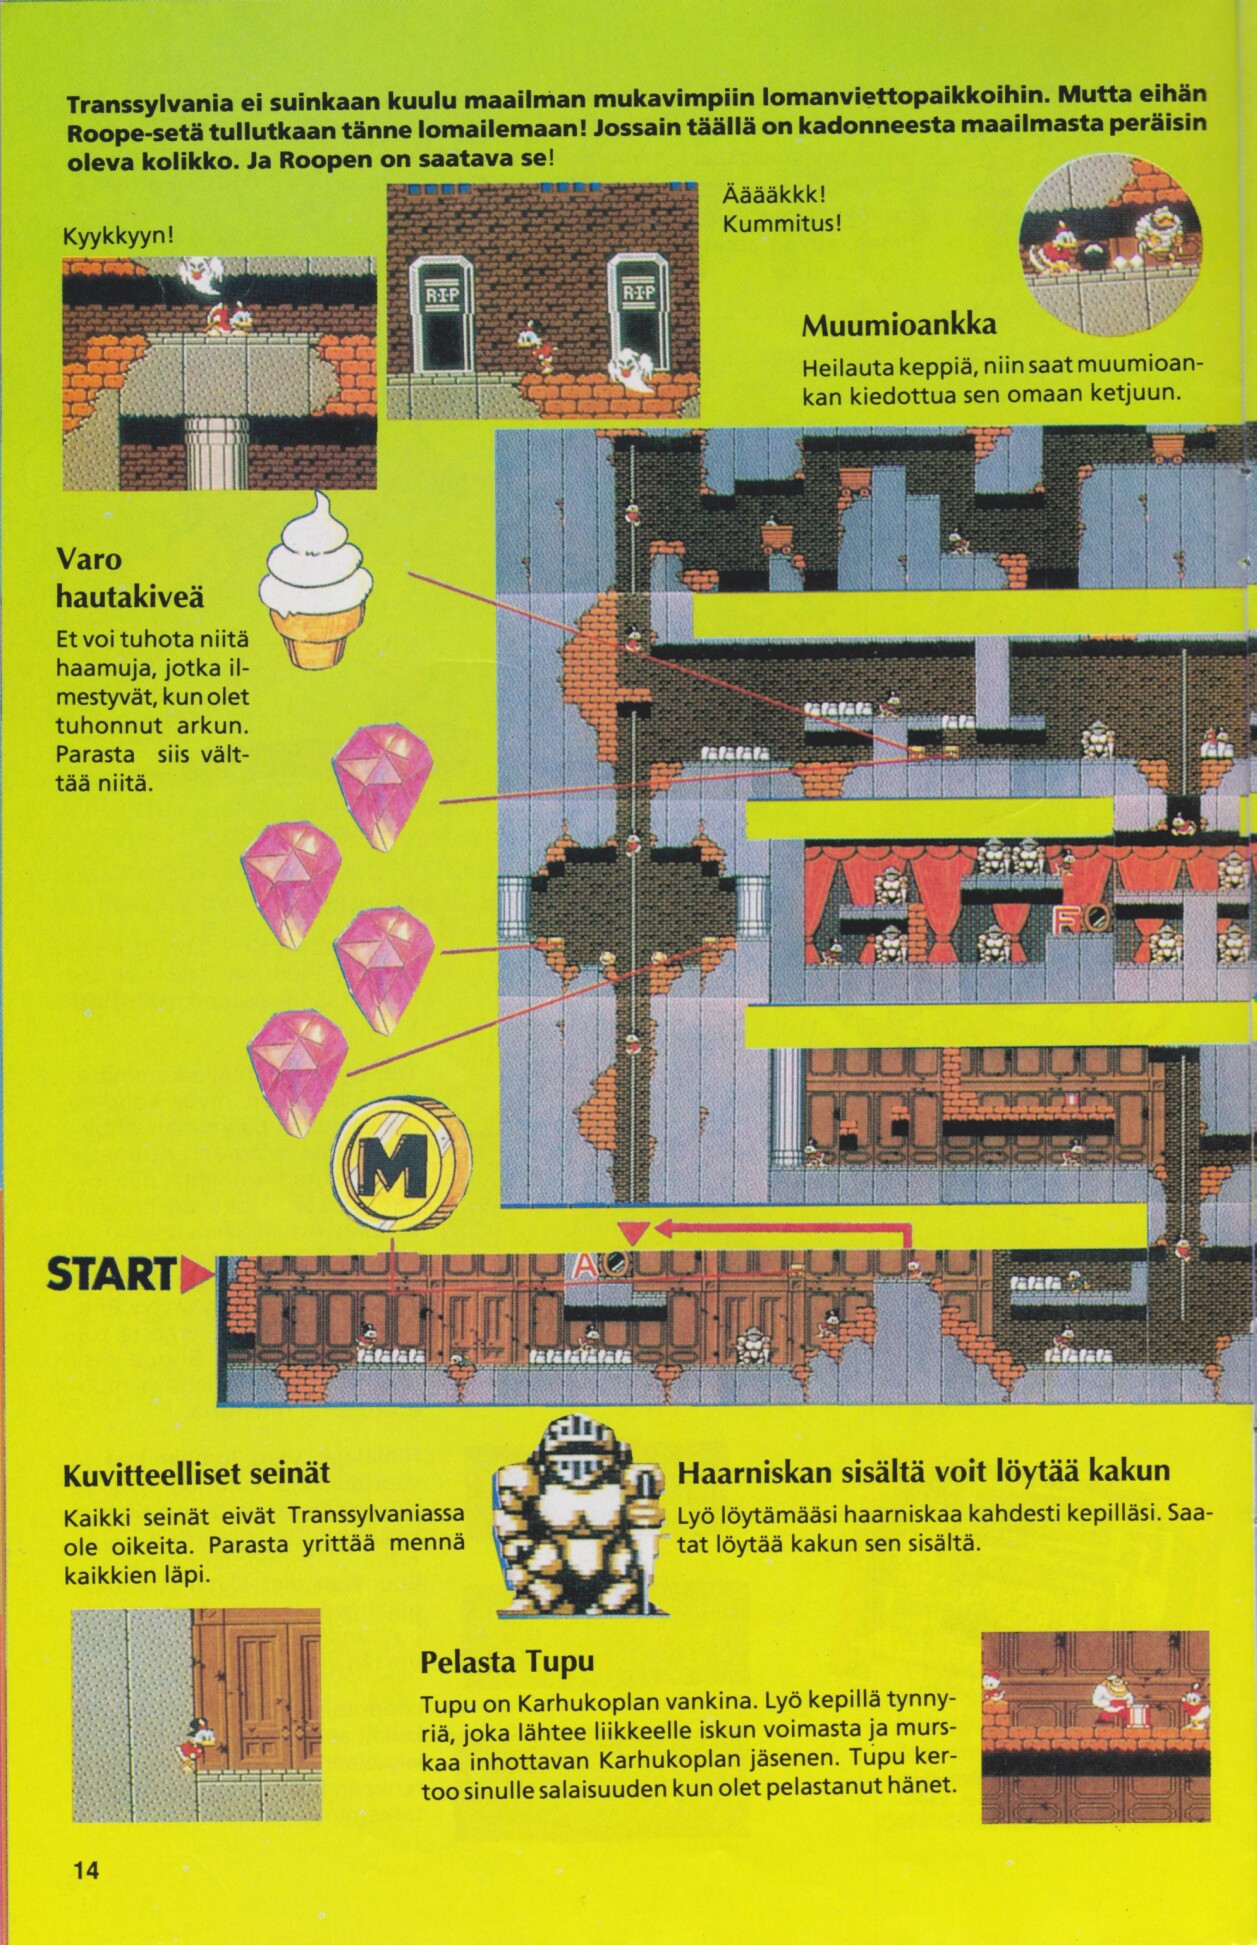 Transsylvania ei suinkaan kuulu maailman mukavimpiin lomanviettopaikkoihin. Mutta eihän
Roope-setä tullutkaan tänne lomailemaan! Jossain täällä on kadonneesta maailmasta peräisin
oleva kolikko. Ja Roopen on saatava se!
Kyykkyyn!
R·I·P
R·I·P
Ääääkkk!
Kummitus!
Muumioankka
Heilauta keppiä, niin saat muumioan-
kan kiedottua sen omaan ketjuun.
Varo
hautakiveä
Et voi tuhota niitä
haamuja, jotka il-
mestyvät, kun olet
tuhonnut arkun.
Parasta siis vält-
tää niitä.
F
M
START
A
Kuvitteelliset seinät
Kaikki seinät eivät Transsylvaniassa
ole oikeita. Parasta yrittää mennä
kaikkien läpi.
Haarniskan sisältä voit löytää kakun
Lyö löytämääsi haarniskaa kahdesti kepilläsi. Saa-
tat löytää kakun sen sisältä.
Pelasta Tupu
Tupu on Karhukoplan vankina. Lyö kepillä tynny-
riä, joka lähtee liikkeelle iskun voimasta ja murs-
kaa inhottavan Karhukoplan jäsenen. Tupu ker-
too sinulle salaisuuden kun olet pelastanut hänet.
14